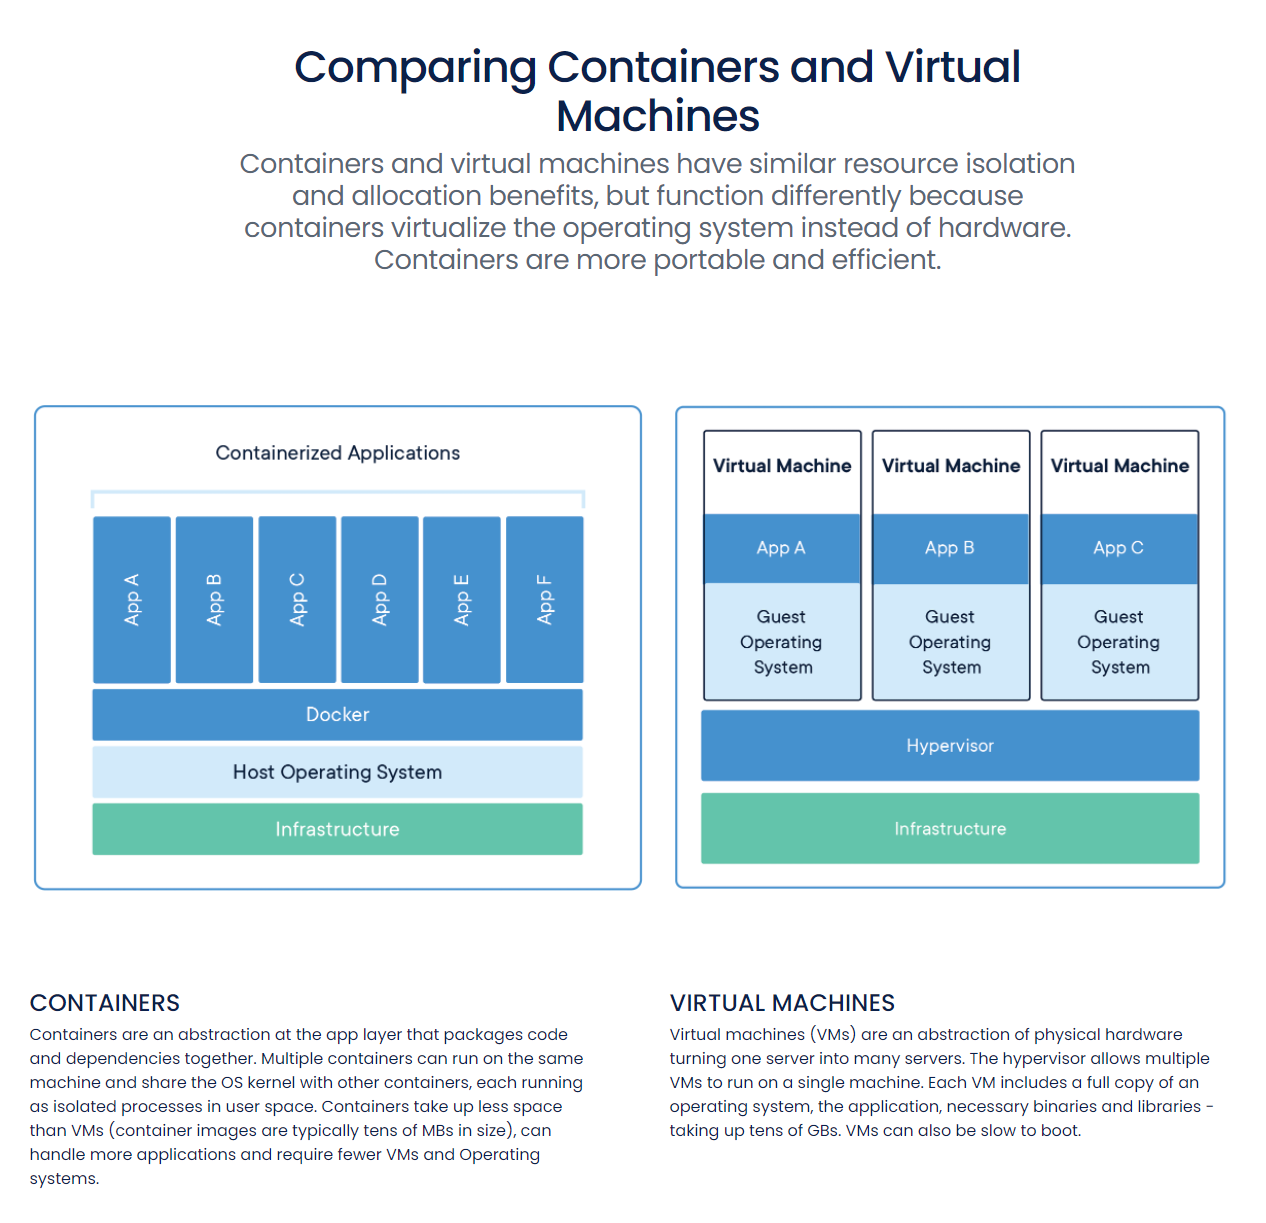 Comparing Containers and Virtual
Machines
Containers and virtual machines have similar resource isolation
and allocation benefits, but function differently because
containers virtualize the operating system instead of hardware.
Containers are more portable and efficient.
Containerized Applications
App A
App B
App C
App D
App E
App F
Docker
Host Operating System
Infrastructure
Virtual Machine
App A
Guest
Operating
System
Virtual Machine
App B
Guest
Operating
System
Virtual Machine
App C
Guest
Operating
System
Hypervisor
Infrastructure
CONTAINERS
Containers are an abstraction at the app layer that packages code
and dependencies together. Multiple containers can run on the same
machine and share the OS kernel with other containers, each running
as isolated processes in user space. Containers take up less space
than VMs (container images are typically tens of MBs in size), can
handle more applications and require fewer VMs and Operating
systems.
VIRTUAL MACHINES
Virtual machines (VMs) are an abstraction of physical hardware
turning one server into many servers. The hypervisor allows multiple
VMs to run on a single machine. Each VM includes a full copy of an
operating system, the application, necessary binaries and libraries -
taking up tens of GBs. VMs can also be slow to boot.